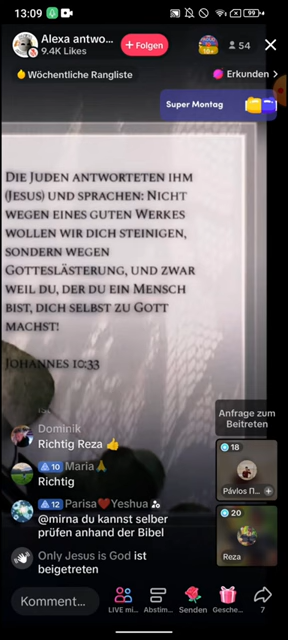 13:09
99+
Alexa antwo...
9.4K Likes
+ Folgen
18+
54
Wöchentliche Rangliste
Erkunden >
Super Montag
Die Juden antworteten ihm
(Jesus) und sprachen: Nicht
wegen eines guten Werkes
wollen wir dich steinigen,
sondern wegen
Gotteslästerung, und zwar
weil du, der du ein Mensch
bist, dich selbst zu Gott
machst!
Johannes 10:33
Dominik
Richtig Reza 👍
10 Maria🙏
Richtig
12 Parisa❤️Yeshua
@mirna du kannst selber
prüfen anhand der Bibel
Only Jesus is God ist
beigetreten
Anfrage zum
Beitreten
18
Pávlos Π...
20
Reza
Komment...
LIVE mi...
Abstim...
Senden
Gesche...
7